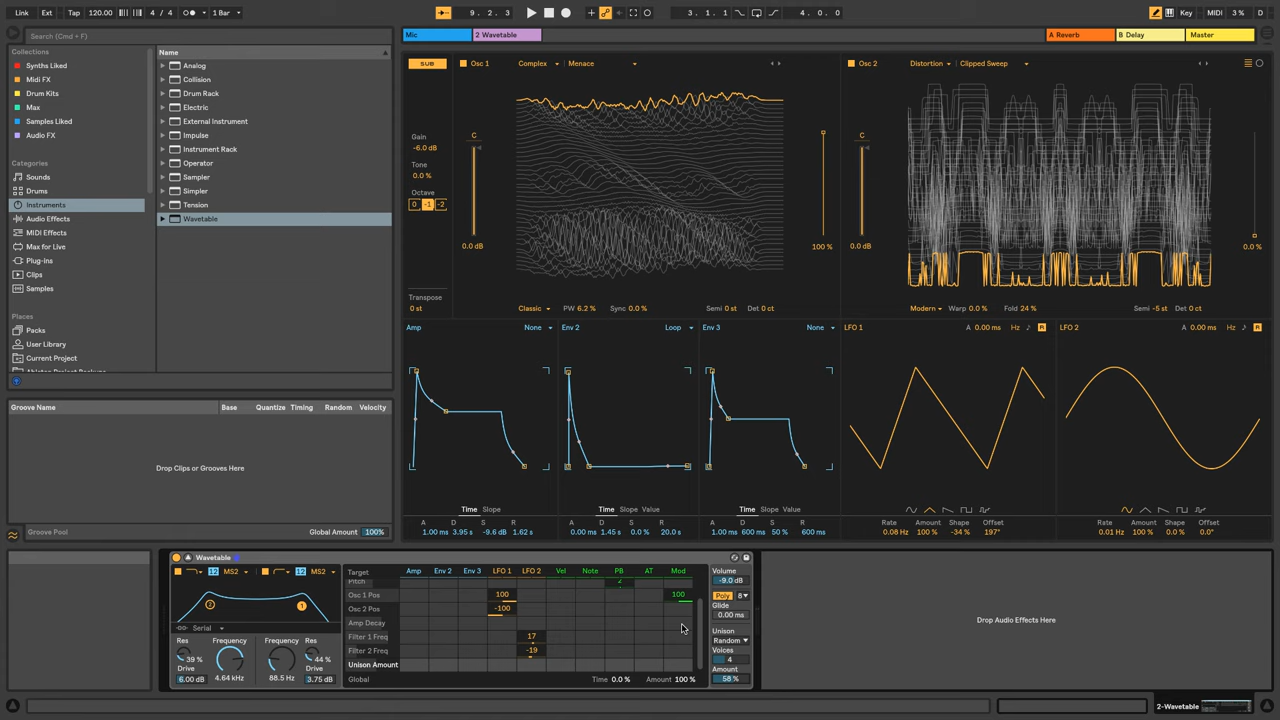 Link Ext Tap 120.00 4 / 4 1 Bar 9. 2. 3 3. 1. 1 4. 0. 0 Key MIDI 3 % D
Search (Cmd + F)
Collections
Synths Liked
Midi FX
Drum Kits
Max
Samples Liked
Audio FX
Categories
Sounds
Drums
Instruments
Audio Effects
MIDI Effects
Max for Live
Plug-ins
Clips
Samples
Places
Packs
User Library
Current Project
Name
Analog
Collision
Drum Rack
Electric
External Instrument
Impulse
Instrument Rack
Operator
Sampler
Simpler
Tension
Wavetable
Groove Name Base Quantize Timing Random Velocity
Drop Clips or Grooves Here
Groove Pool Global Amount 100%
Mic 2 Wavetable A Reverb B Delay Master
SUB Osc 1 Complex Menace Osc 2 Distortion Clipped Sweep
Gain
-6.0 dB
Tone
0.0 %
Octave
0 -1 -2
Transpose
0 st
C
0.0 dB
100 %
Classic PW 6.2 % Sync 0.0 % Semi 0 st Det 0 ct
C
0.0 dB
0.0 %
Modern Warp 0.0 % Fold 24 % Semi -5 st Det 0 ct
Amp None Env 2 Loop Env 3 None LFO 1 A 0.00 ms Hz R LFO 2 A 0.00 ms Hz R
Time Slope Time Slope Value Time Slope Value
A D S R A D S R A D S R Rate Amount Shape Offset Rate Amount Shape Offset
1.00 ms 3.95 s -9.6 dB 1.62 s 0.00 ms 1.45 s 0.0 % 20.0 s 1.00 ms 600 ms 50 % 600 ms 0.08 Hz 100 % -34 % 197° 0.01 Hz 100 % 0.0 % 0.0°
Wavetable
12 MS2 12 MS2
2 1
Serial
Res Frequency Frequency Res
39 % 44 %
Drive Drive
6.00 dB 4.64 kHz 88.5 Hz 3.75 dB
Target Amp Env 2 Env 3 LFO 1 LFO 2 Vel Note PB AT Mod
Pitch 2
Osc 1 Pos 100 100
Osc 2 Pos -100
Amp Decay
Filter 1 Freq 17
Filter 2 Freq -19
Unison Amount
Global Time 0.0 % Amount 100 %
Volume
-9.0 dB
Poly 8
Glide
0.00 ms
Unison
Random
Voices
4
Amount
58 %
Drop Audio Effects Here
2-Wavetable